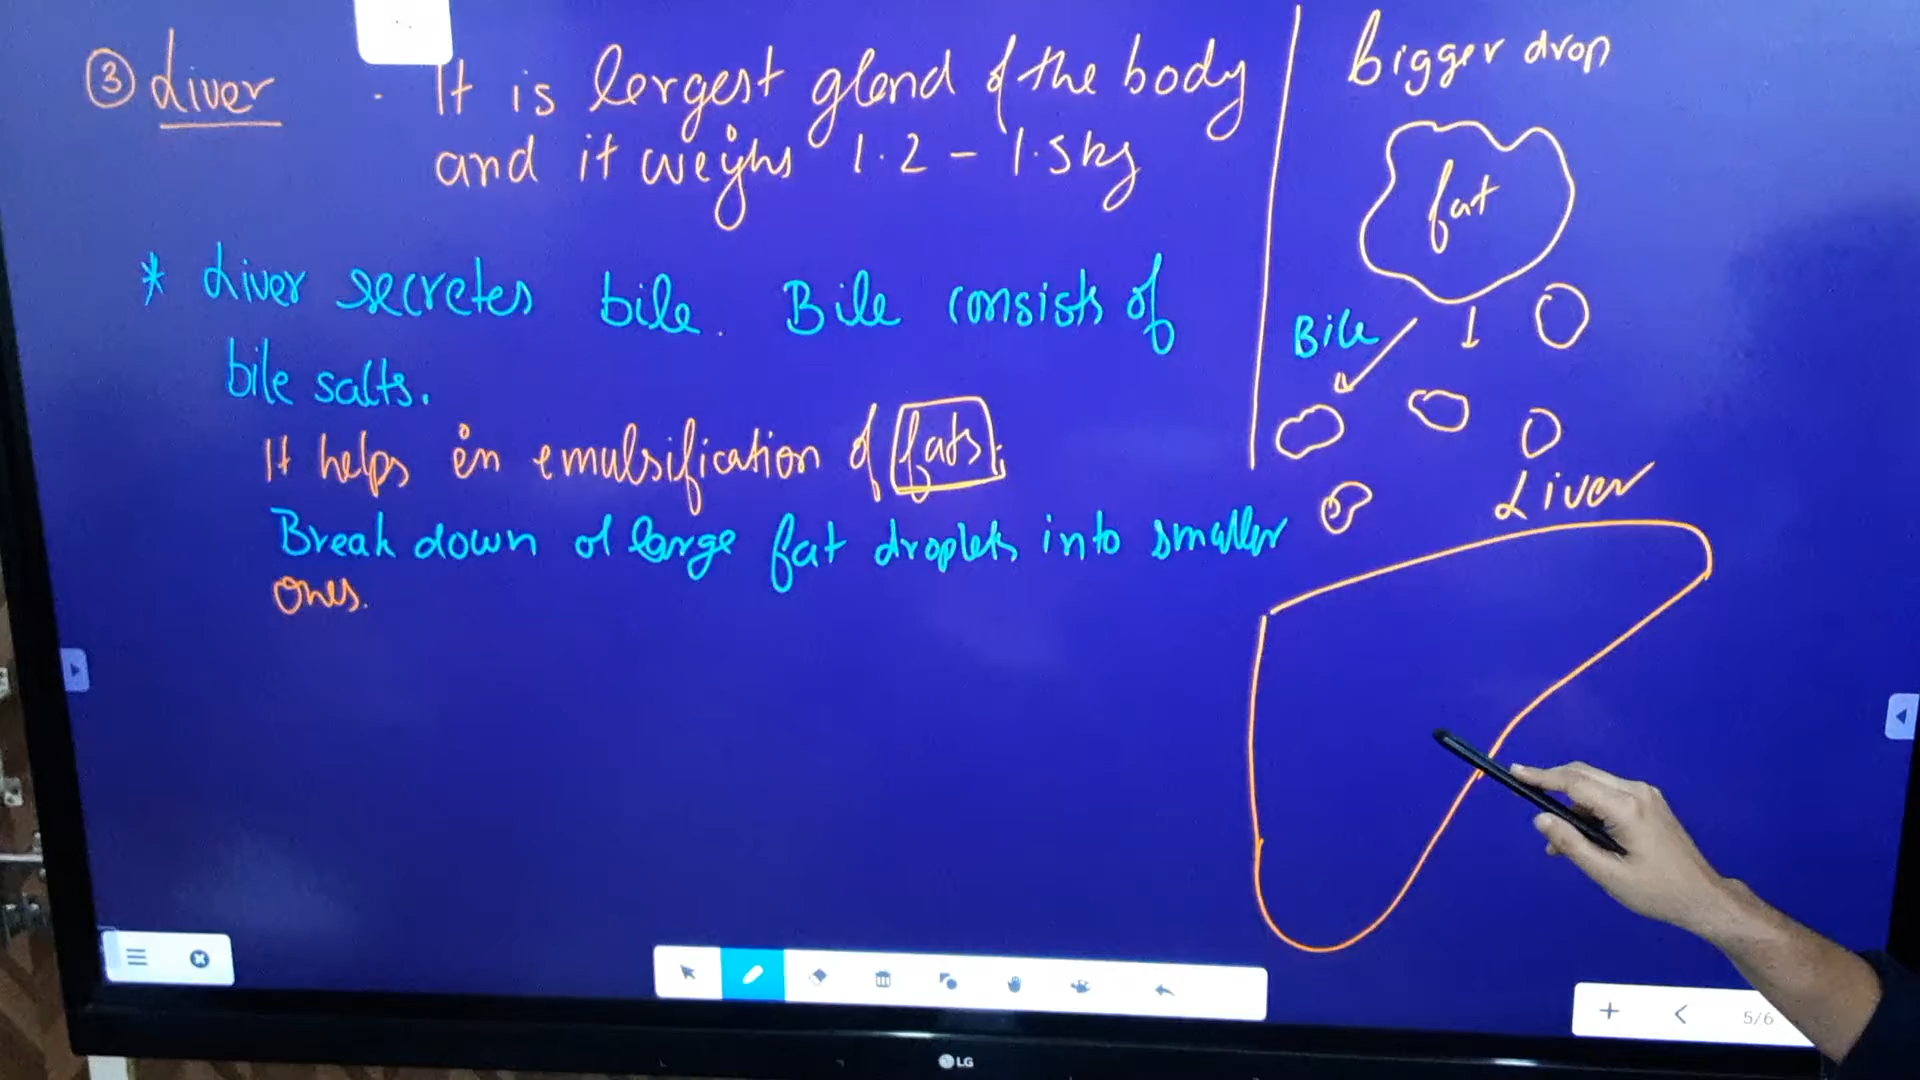 ③ Liver
. It is lergest glend of the body
and it weighs 1.2 - 1.5kg
* Liver secretes bile. Bile consists of
bile salts.
It helps in emulsification of fats.
Break down of large fat droplets into smaller
ones.
bigger drop
fat
Bile
Liver
5/6
LG